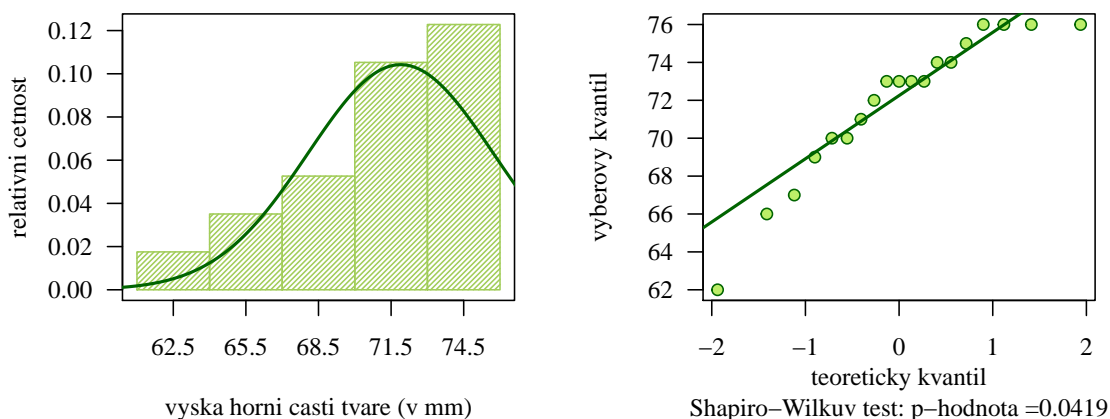 relativni cetnost
0.12
0.10
0.08
0.06
0.04
0.02
0.00
62.5 65.5 68.5 71.5 74.5
vyska horni casti tvare (v mm)
vyberovy kvantil
76
74
72
70
68
66
64
62
−2 −1 0 1 2
teoreticky kvantil
Shapiro−Wilkuv test: p−hodnota =0.0419